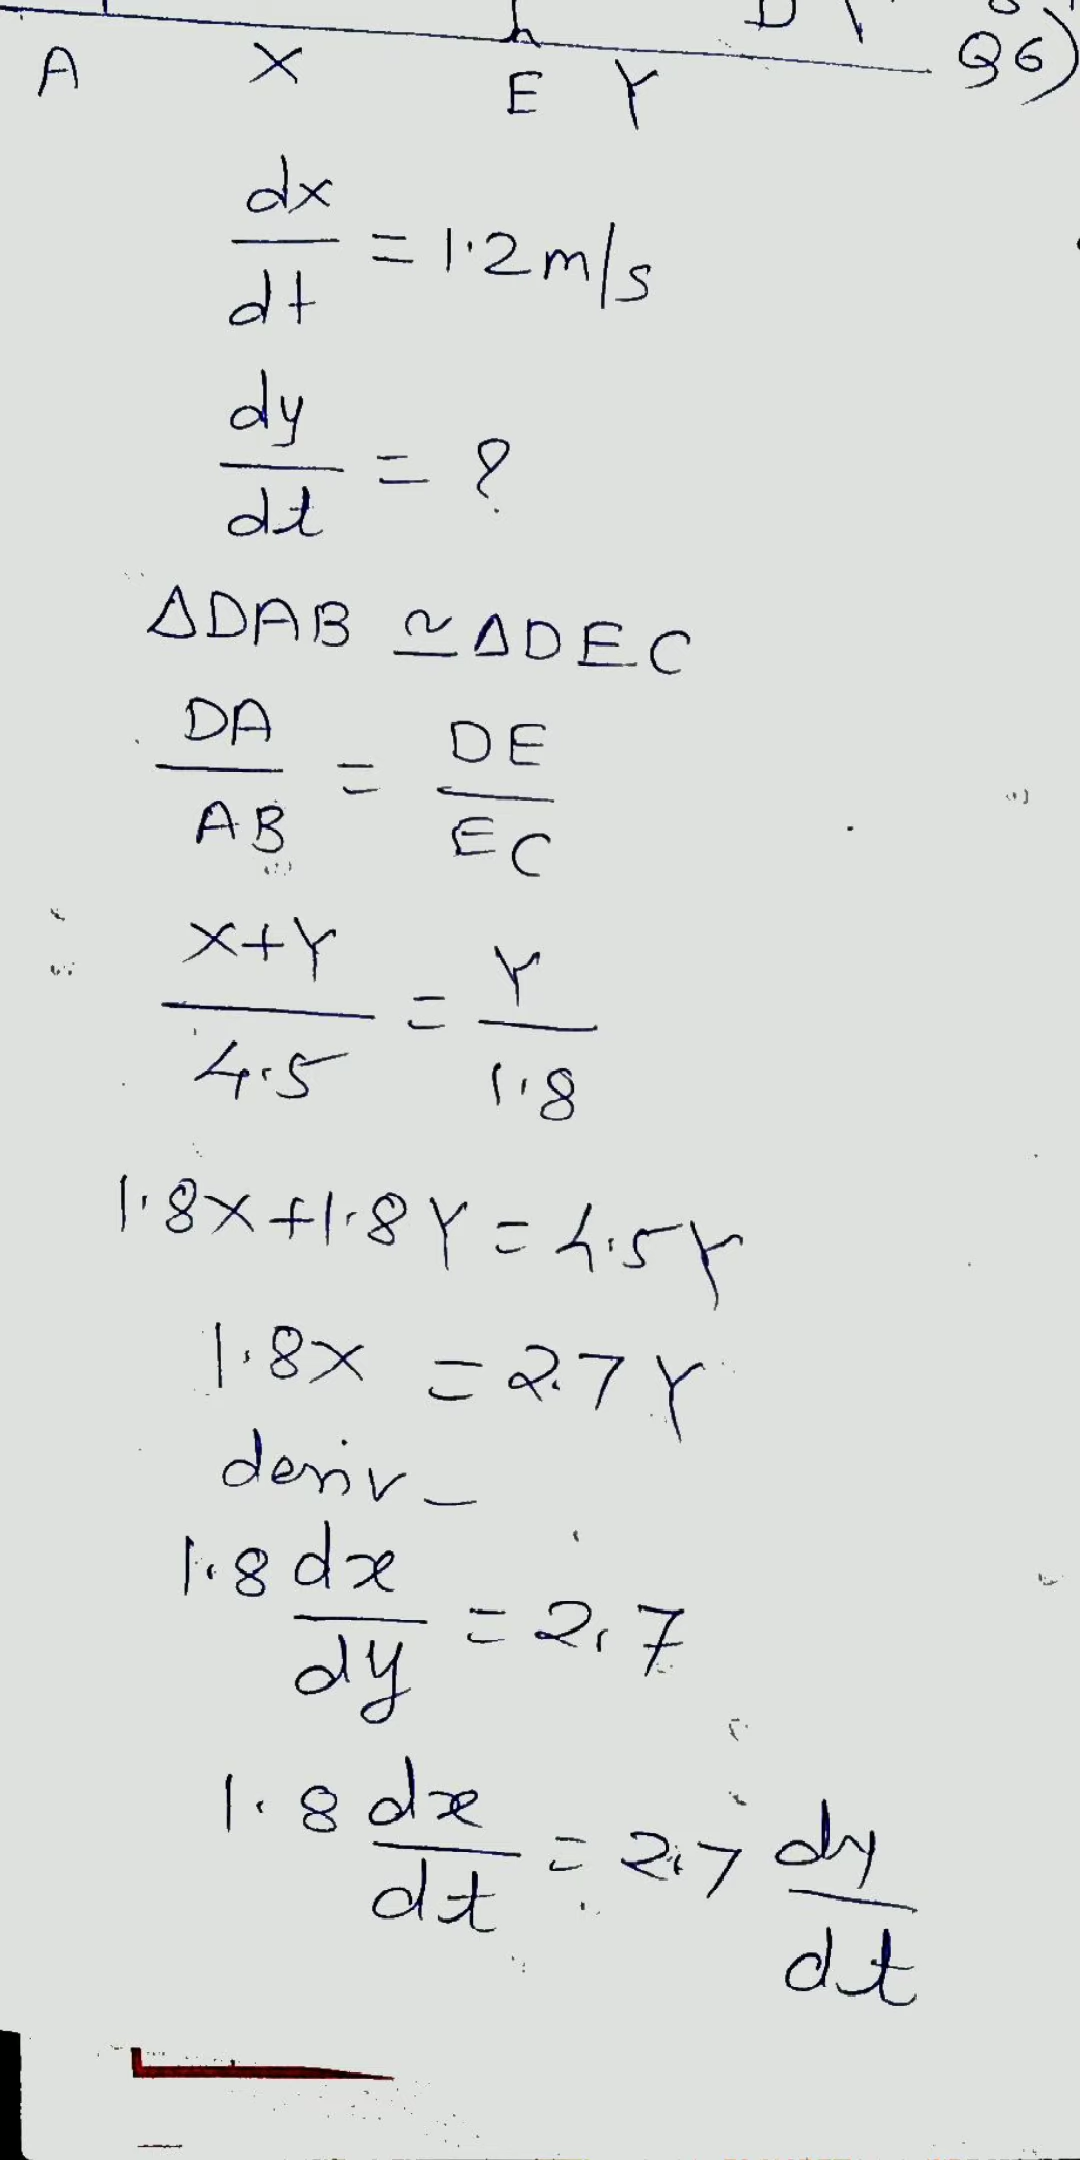 A X E Y Q6)
dx/dt = 1.2 m/s
dy/dt = ?
ΔDAB ≃ ΔDEC
DA/AB = DE/EC
X+Y/4.5 = Y/1.8
1.8X+1.8Y = 4.5Y
1.8X = 2.7Y
deriv -
1.8 dx/dy = 2.7
1.8 dx/dt = 2.7 dy/dt